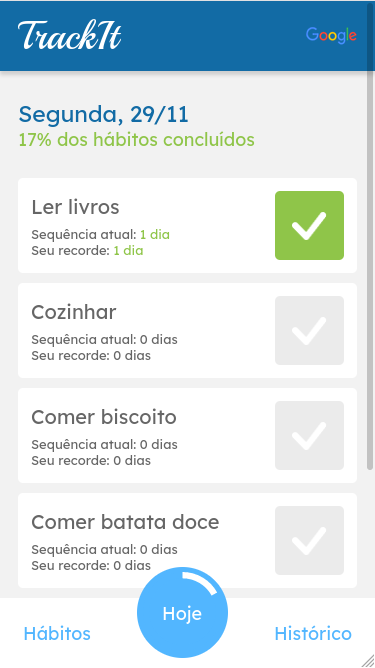 TrackIt
Google
Segunda, 29/11
17% dos hábitos concluídos
Ler livros
Sequência atual: 1 dia
Seu recorde: 1 dia
Cozinhar
Sequência atual: 0 dias
Seu recorde: 0 dias
Comer biscoito
Sequência atual: 0 dias
Seu recorde: 0 dias
Comer batata doce
Sequência atual: 0 dias
Seu recorde: 0 dias
Hábitos
Hoje
Histórico